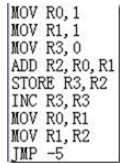 MOV R0,1
MOV R1,1
MOV R3,0
ADD R2,R0,R1
STORE R3,R2
INC R3,R3
MOV R0,R1
MOV R1,R2
JMP -5